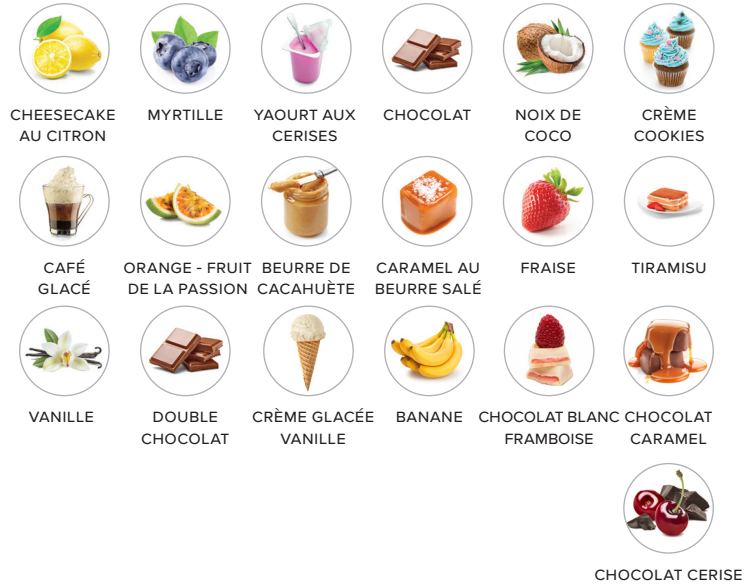 CHEESECAKE
AU CITRON
MYRTILLE
YAOURT AUX
CERISES
CHOCOLAT
NOIX DE
COCO
CRÈME
COOKIES
CAFÉ
GLACÉ
ORANGE - FRUIT
DE LA PASSION
BEURRE DE
CACAHUÈTE
CARAMEL AU
BEURRE SALÉ
FRAISE
TIRAMISU
VANILLE
DOUBLE
CHOCOLAT
CRÈME GLACÉE
VANILLE
BANANE
CHOCOLAT BLANC
FRAMBOISE
CHOCOLAT
CARAMEL
CHOCOLAT CERISE